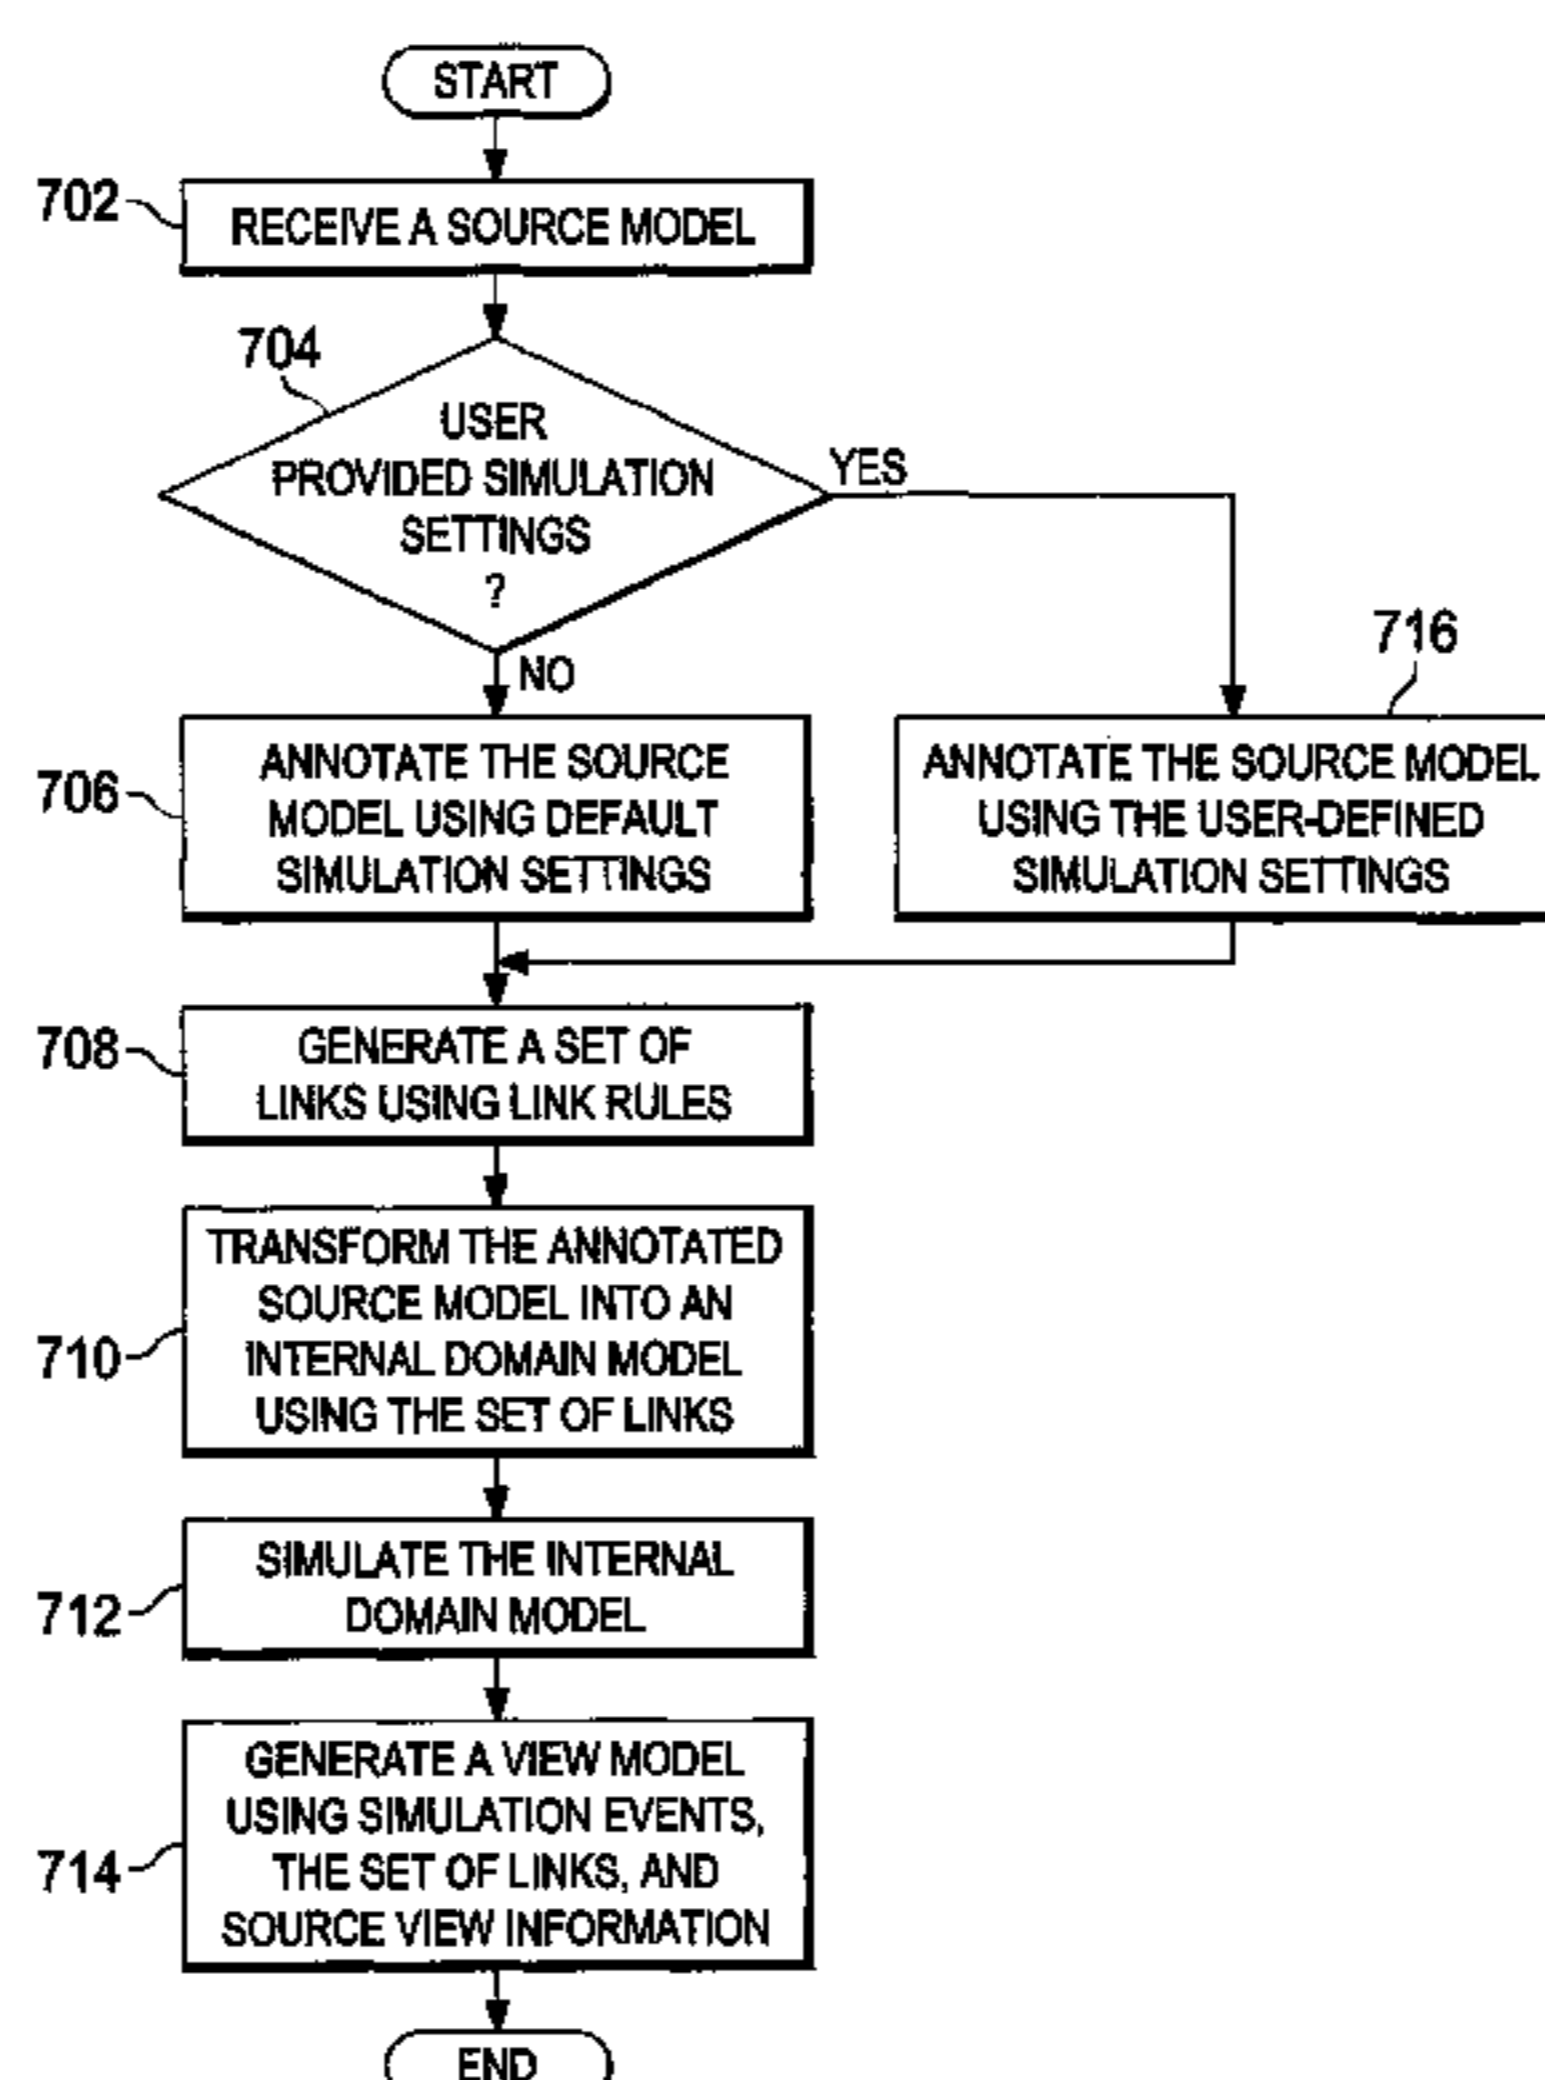 START
702
RECEIVE A SOURCE MODEL
704
USER
PROVIDED SIMULATION
SETTINGS
?
YES
NO
716
706
ANNOTATE THE SOURCE
MODEL USING DEFAULT
SIMULATION SETTINGS
ANNOTATE THE SOURCE MODEL
USING THE USER-DEFINED
SIMULATION SETTINGS
708
GENERATE A SET OF
LINKS USING LINK RULES
710
TRANSFORM THE ANNOTATED
SOURCE MODEL INTO AN
INTERNAL DOMAIN MODEL
USING THE SET OF LINKS
712
SIMULATE THE INTERNAL
DOMAIN MODEL
714
GENERATE A VIEW MODEL
USING SIMULATION EVENTS,
THE SET OF LINKS, AND
SOURCE VIEW INFORMATION
END